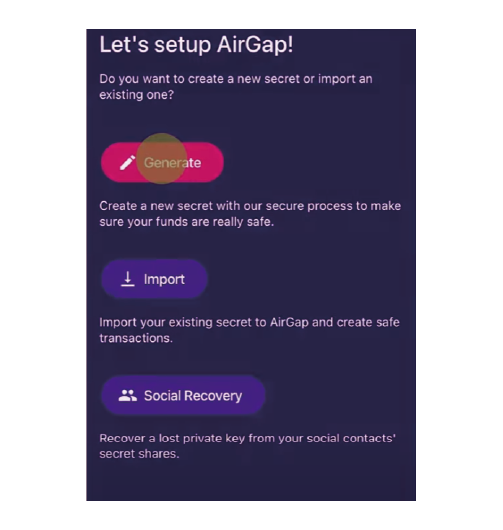 Let's setup AirGap!
Do you want to create a new secret or import an
existing one?
Generate
Create a new secret with our secure process to make
sure your funds are really safe.
Import
Import your existing secret to AirGap and create safe
transactions.
Social Recovery
Recover a lost private key from your social contacts'
secret shares.